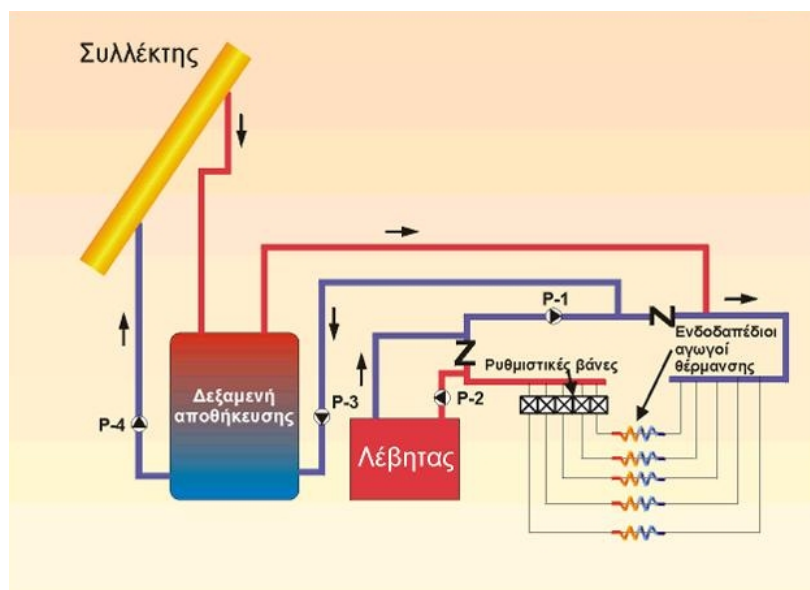 Συλλέκτης
P-1
Ενδοδαπέδιοι
αγωγοί
θέρμανσης
Ρυθμιστικές βάνες
Δεξαμενή
αποθήκευσης
P-4
P-3
P-2
Λέβητας